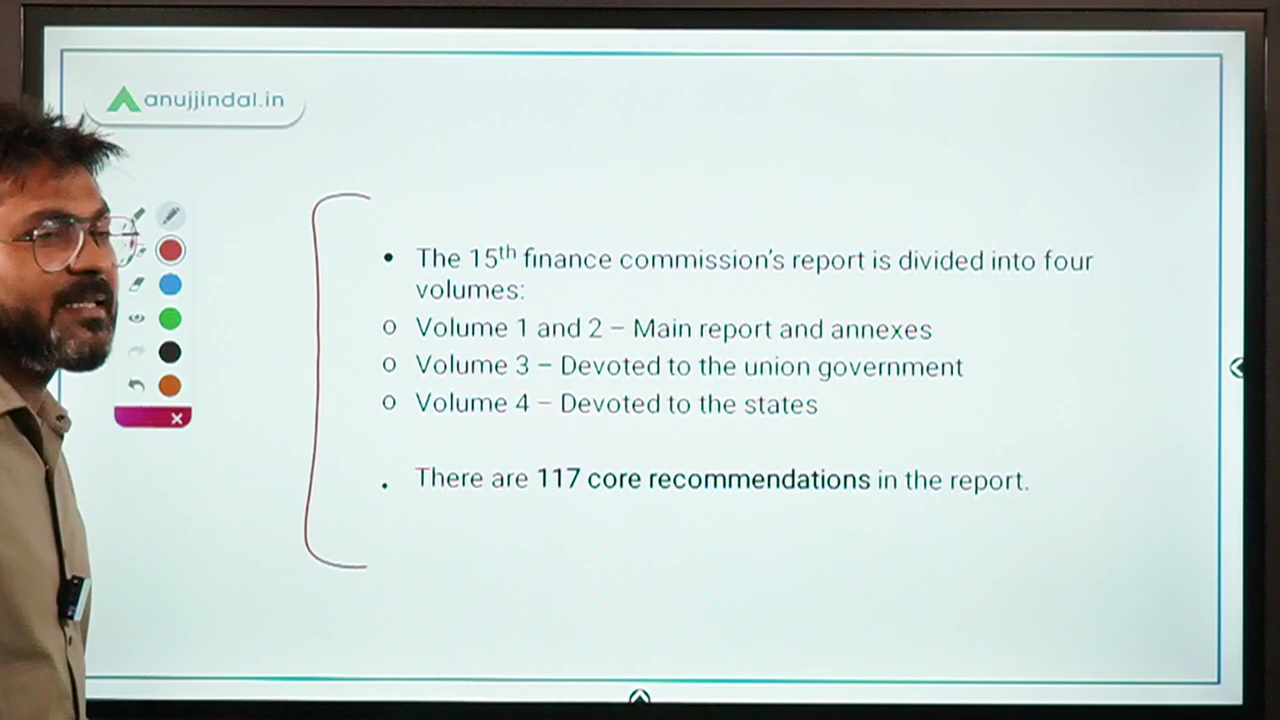 anujjindal.in
• The 15th finance commission's report is divided into four
volumes:
o Volume 1 and 2 – Main report and annexes
o Volume 3 – Devoted to the union government
o Volume 4 – Devoted to the states
. There are 117 core recommendations in the report.